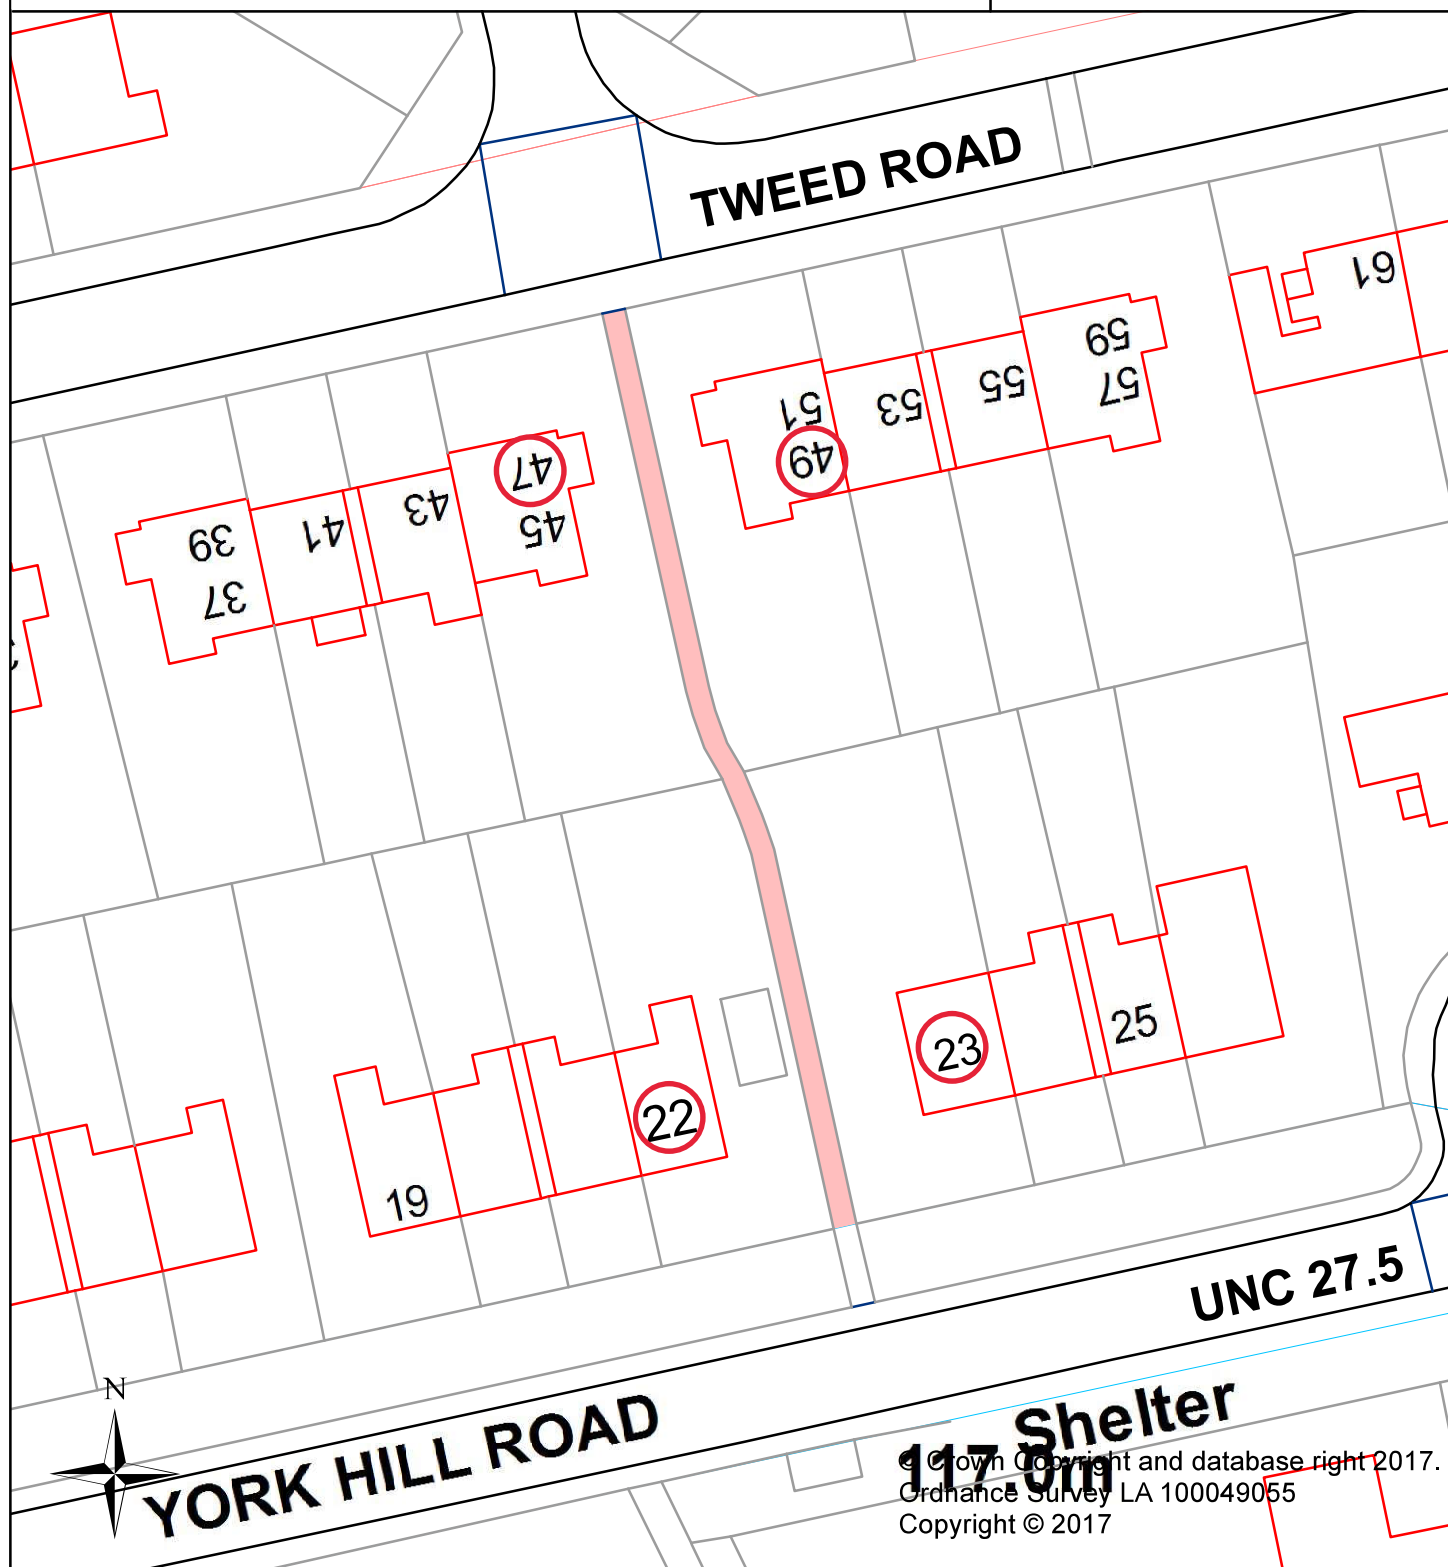 TWEED ROAD
61
59
57
55
53
51
49
47
45
43
41
39
37
23
25
22
19
UNC 27.5
N
YORK HILL ROAD
Shelter
117.0m
© Crown Copyright and database right 2017.
Ordnance Survey LA 100049055
Copyright © 2017